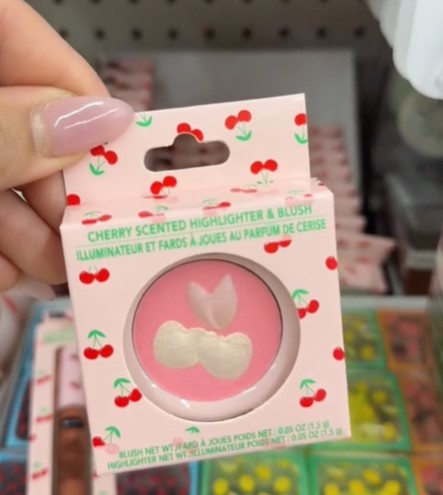 CHERRY SCENTED HIGHLIGHTER & BLUSH
ILLUMINATEUR ET FARDS À JOUES AU PARFUM DE CERISE
BLUSH NET WT./FARD À JOUES POIDS NET : 0.05 OZ (1.5 g)
HIGHLIGHTER NET WT./ILLUMINATEUR POIDS NET : 0.05 OZ (1.5 g)